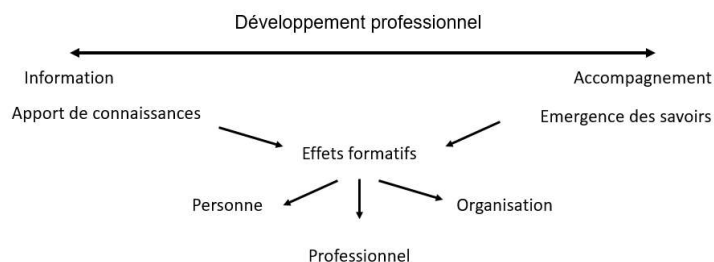 Développement professionnel
Information
Accompagnement
Apport de connaissances
Emergence des savoirs
Effets formatifs
Personne
Organisation
Professionnel